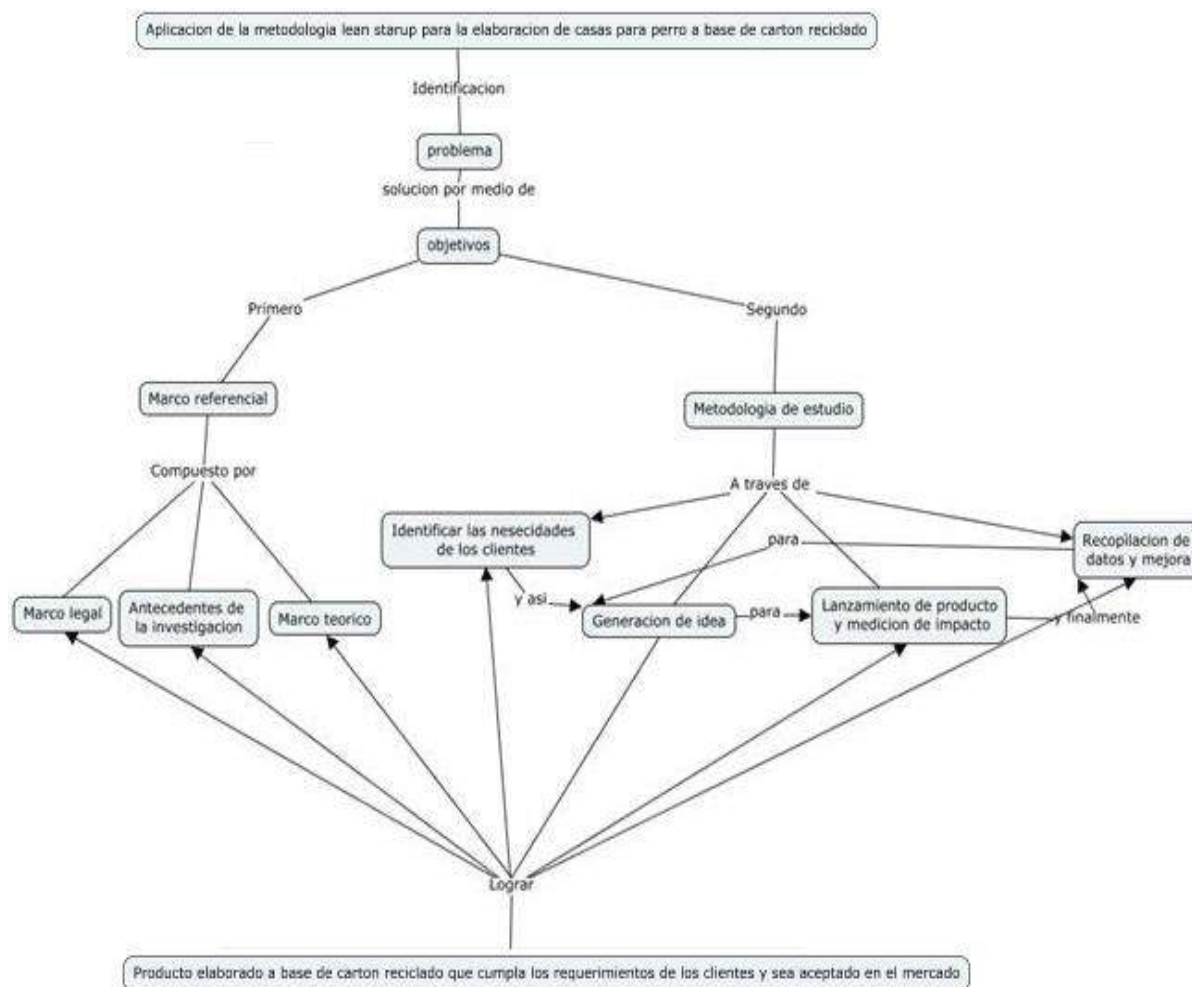 Aplicacion de la metodologia lean starup para la elaboracion de casas para perro a base de carton reciclado
Identificacion
problema
solucion por medio de
objetivos
Primero
Segundo
Marco referencial
Metodologia de estudio
Compuesto por
A traves de
Identificar las nesecidades
de los clientes
para
Recopilacion de
datos y mejora
y asi
Marco legal
Antecedentes de
la investigacion
Marco teorico
Generacion de idea
para
Lanzamiento de producto
y medicion de impacto
y finalmente
Lograr
Producto elaborado a base de carton reciclado que cumpla los requerimientos de los clientes y sea aceptado en el mercado